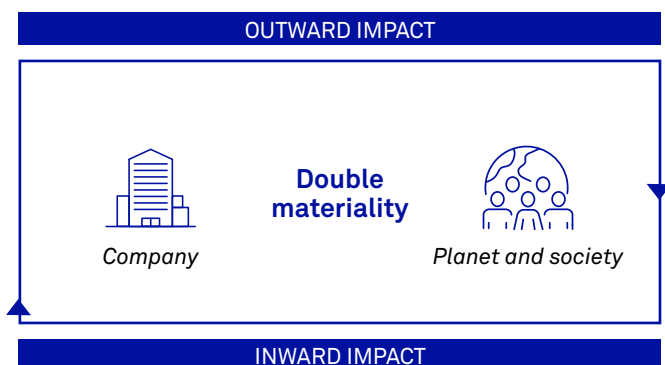 OUTWARD IMPACT
Double
materiality
Company
Planet and society
INWARD IMPACT